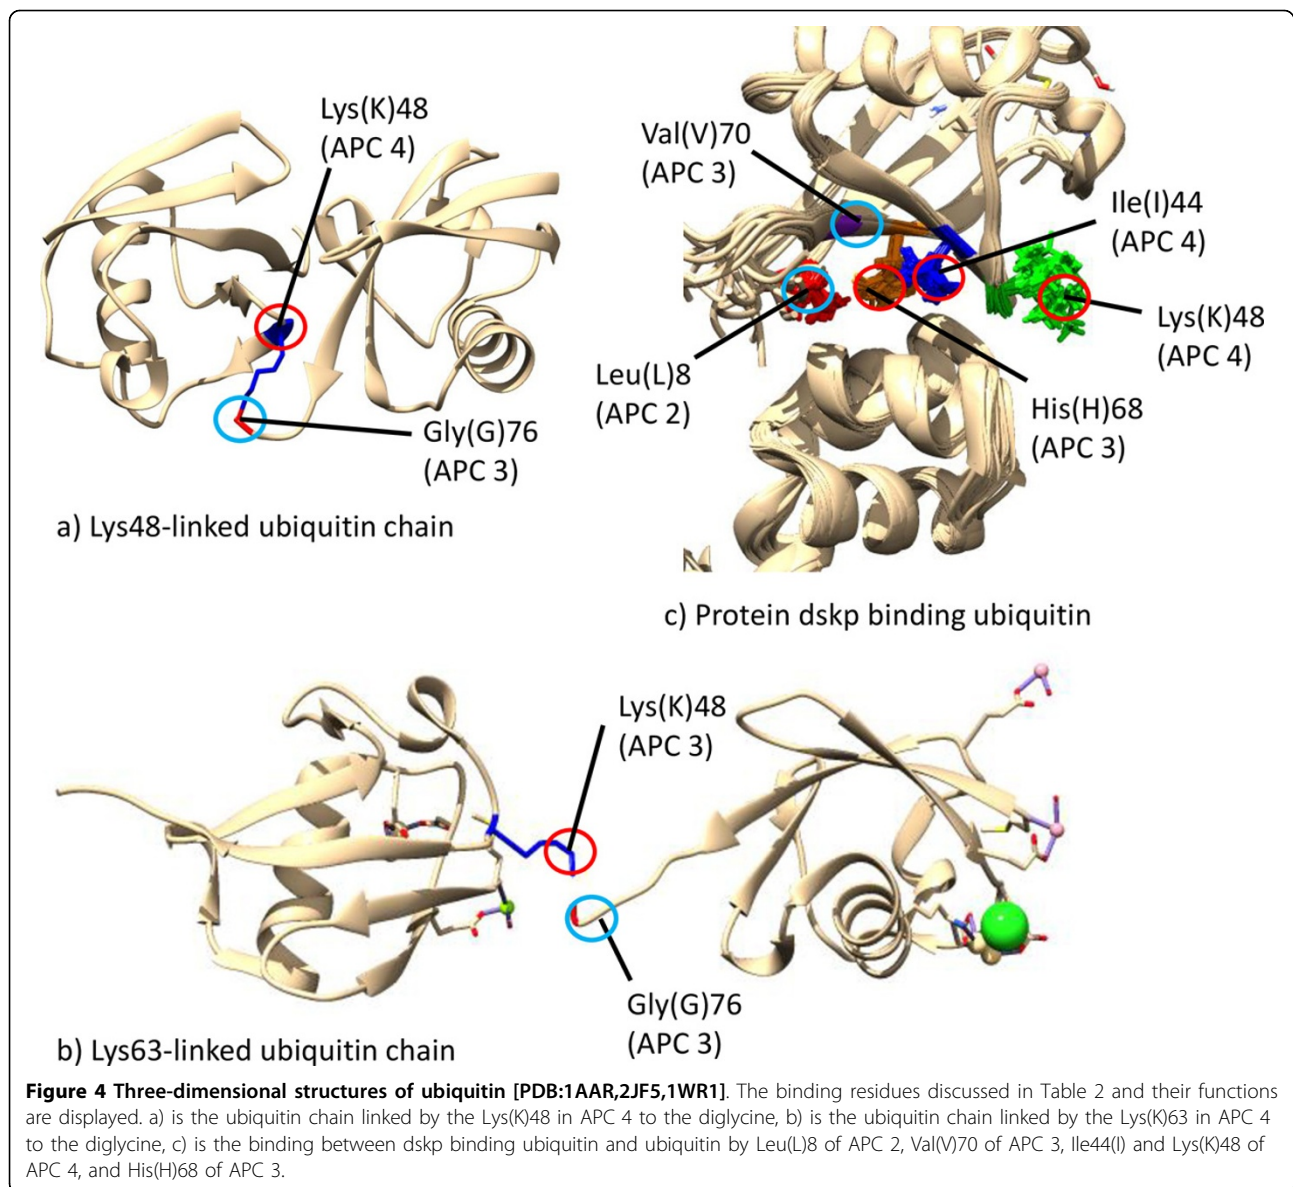 Lys(K)48
(APC 4)
Gly(G)76
(APC 3)
a) Lys48-linked ubiquitin chain
Val(V)70
(APC 3)
Ile(I)44
(APC 4)
Lys(K)48
(APC 4)
Leu(L)8
(APC 2)
His(H)68
(APC 3)
c) Protein dskp binding ubiquitin
Lys(K)48
(APC 3)
Gly(G)76
(APC 3)
b) Lys63-linked ubiquitin chain
Figure 4 Three-dimensional structures of ubiquitin [PDB:1AAR,2JF5,1WR1]. The binding residues discussed in Table 2 and their functions
are displayed. a) is the ubiquitin chain linked by the Lys(K)48 in APC 4 to the diglycine, b) is the ubiquitin chain linked by the Lys(K)63 in APC 4
to the diglycine, c) is the binding between dskp binding ubiquitin and ubiquitin by Leu(L)8 of APC 2, Val(V)70 of APC 3, Ile44(I) and Lys(K)48 of
APC 4, and His(H)68 of APC 3.